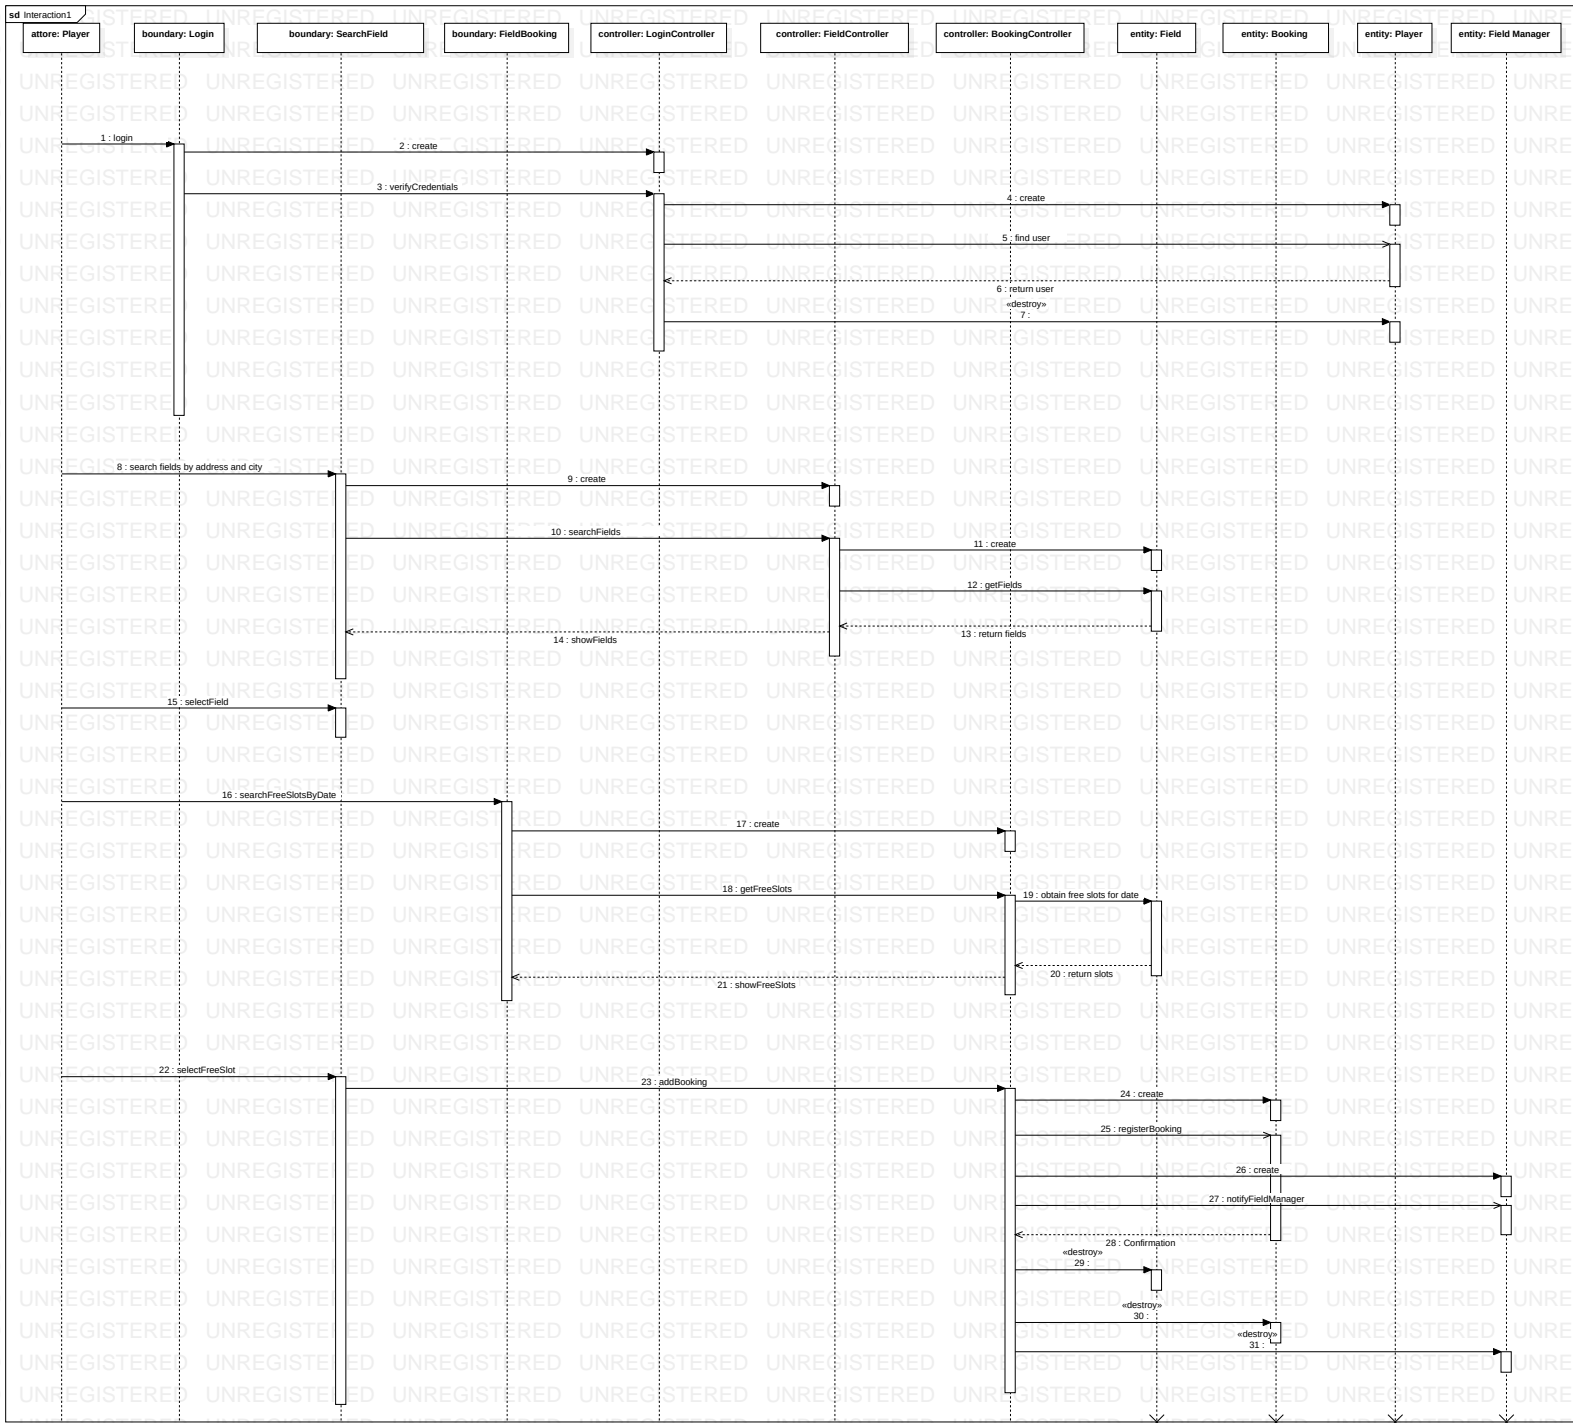 sd Interaction1
attore: Player
boundary: Login
boundary: SearchField
boundary: FieldBooking
controller: LoginController
controller: FieldController
controller: BookingController
entity: Field
entity: Booking
entity: Player
entity: Field Manager
1 : login
2 : create
3 : verifyCredentials
4 : create
5 : find user
6 : return user
«destroy»
7 :
8 : search fields by address and city
9 : create
10 : searchFields
11 : create
12 : getFields
13 : return fields
14 : showFields
15 : selectField
16 : searchFreeSlotsByDate
17 : create
18 : getFreeSlots
19 : obtain free slots for date
20 : return slots
21 : showFreeSlots
22 : selectFreeSlot
23 : addBooking
24 : create
25 : registerBooking
26 : create
27 : notifyFieldManager
28 : Confirmation
«destroy»
29 :
«destroy»
30 :
«destroy»
31 :
UNREGISTERED